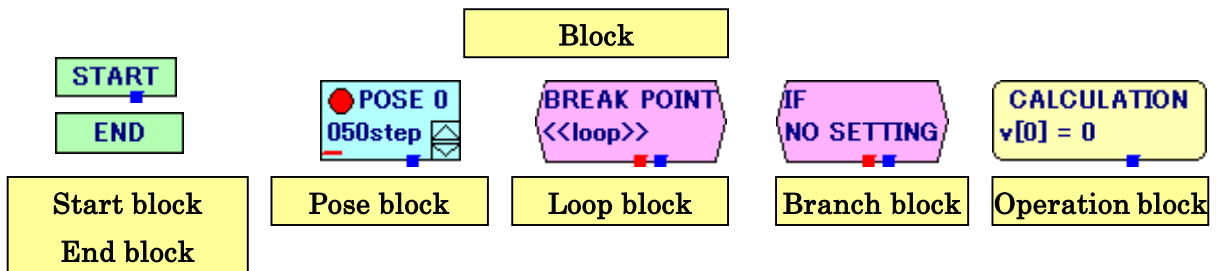 Block
START
END
POSE 0
050step
BREAK POINT
<<loop>>
IF
NO SETTING
CALCULATION
v[0] = 0
Start block
End block
Pose block
Loop block
Branch block
Operation block